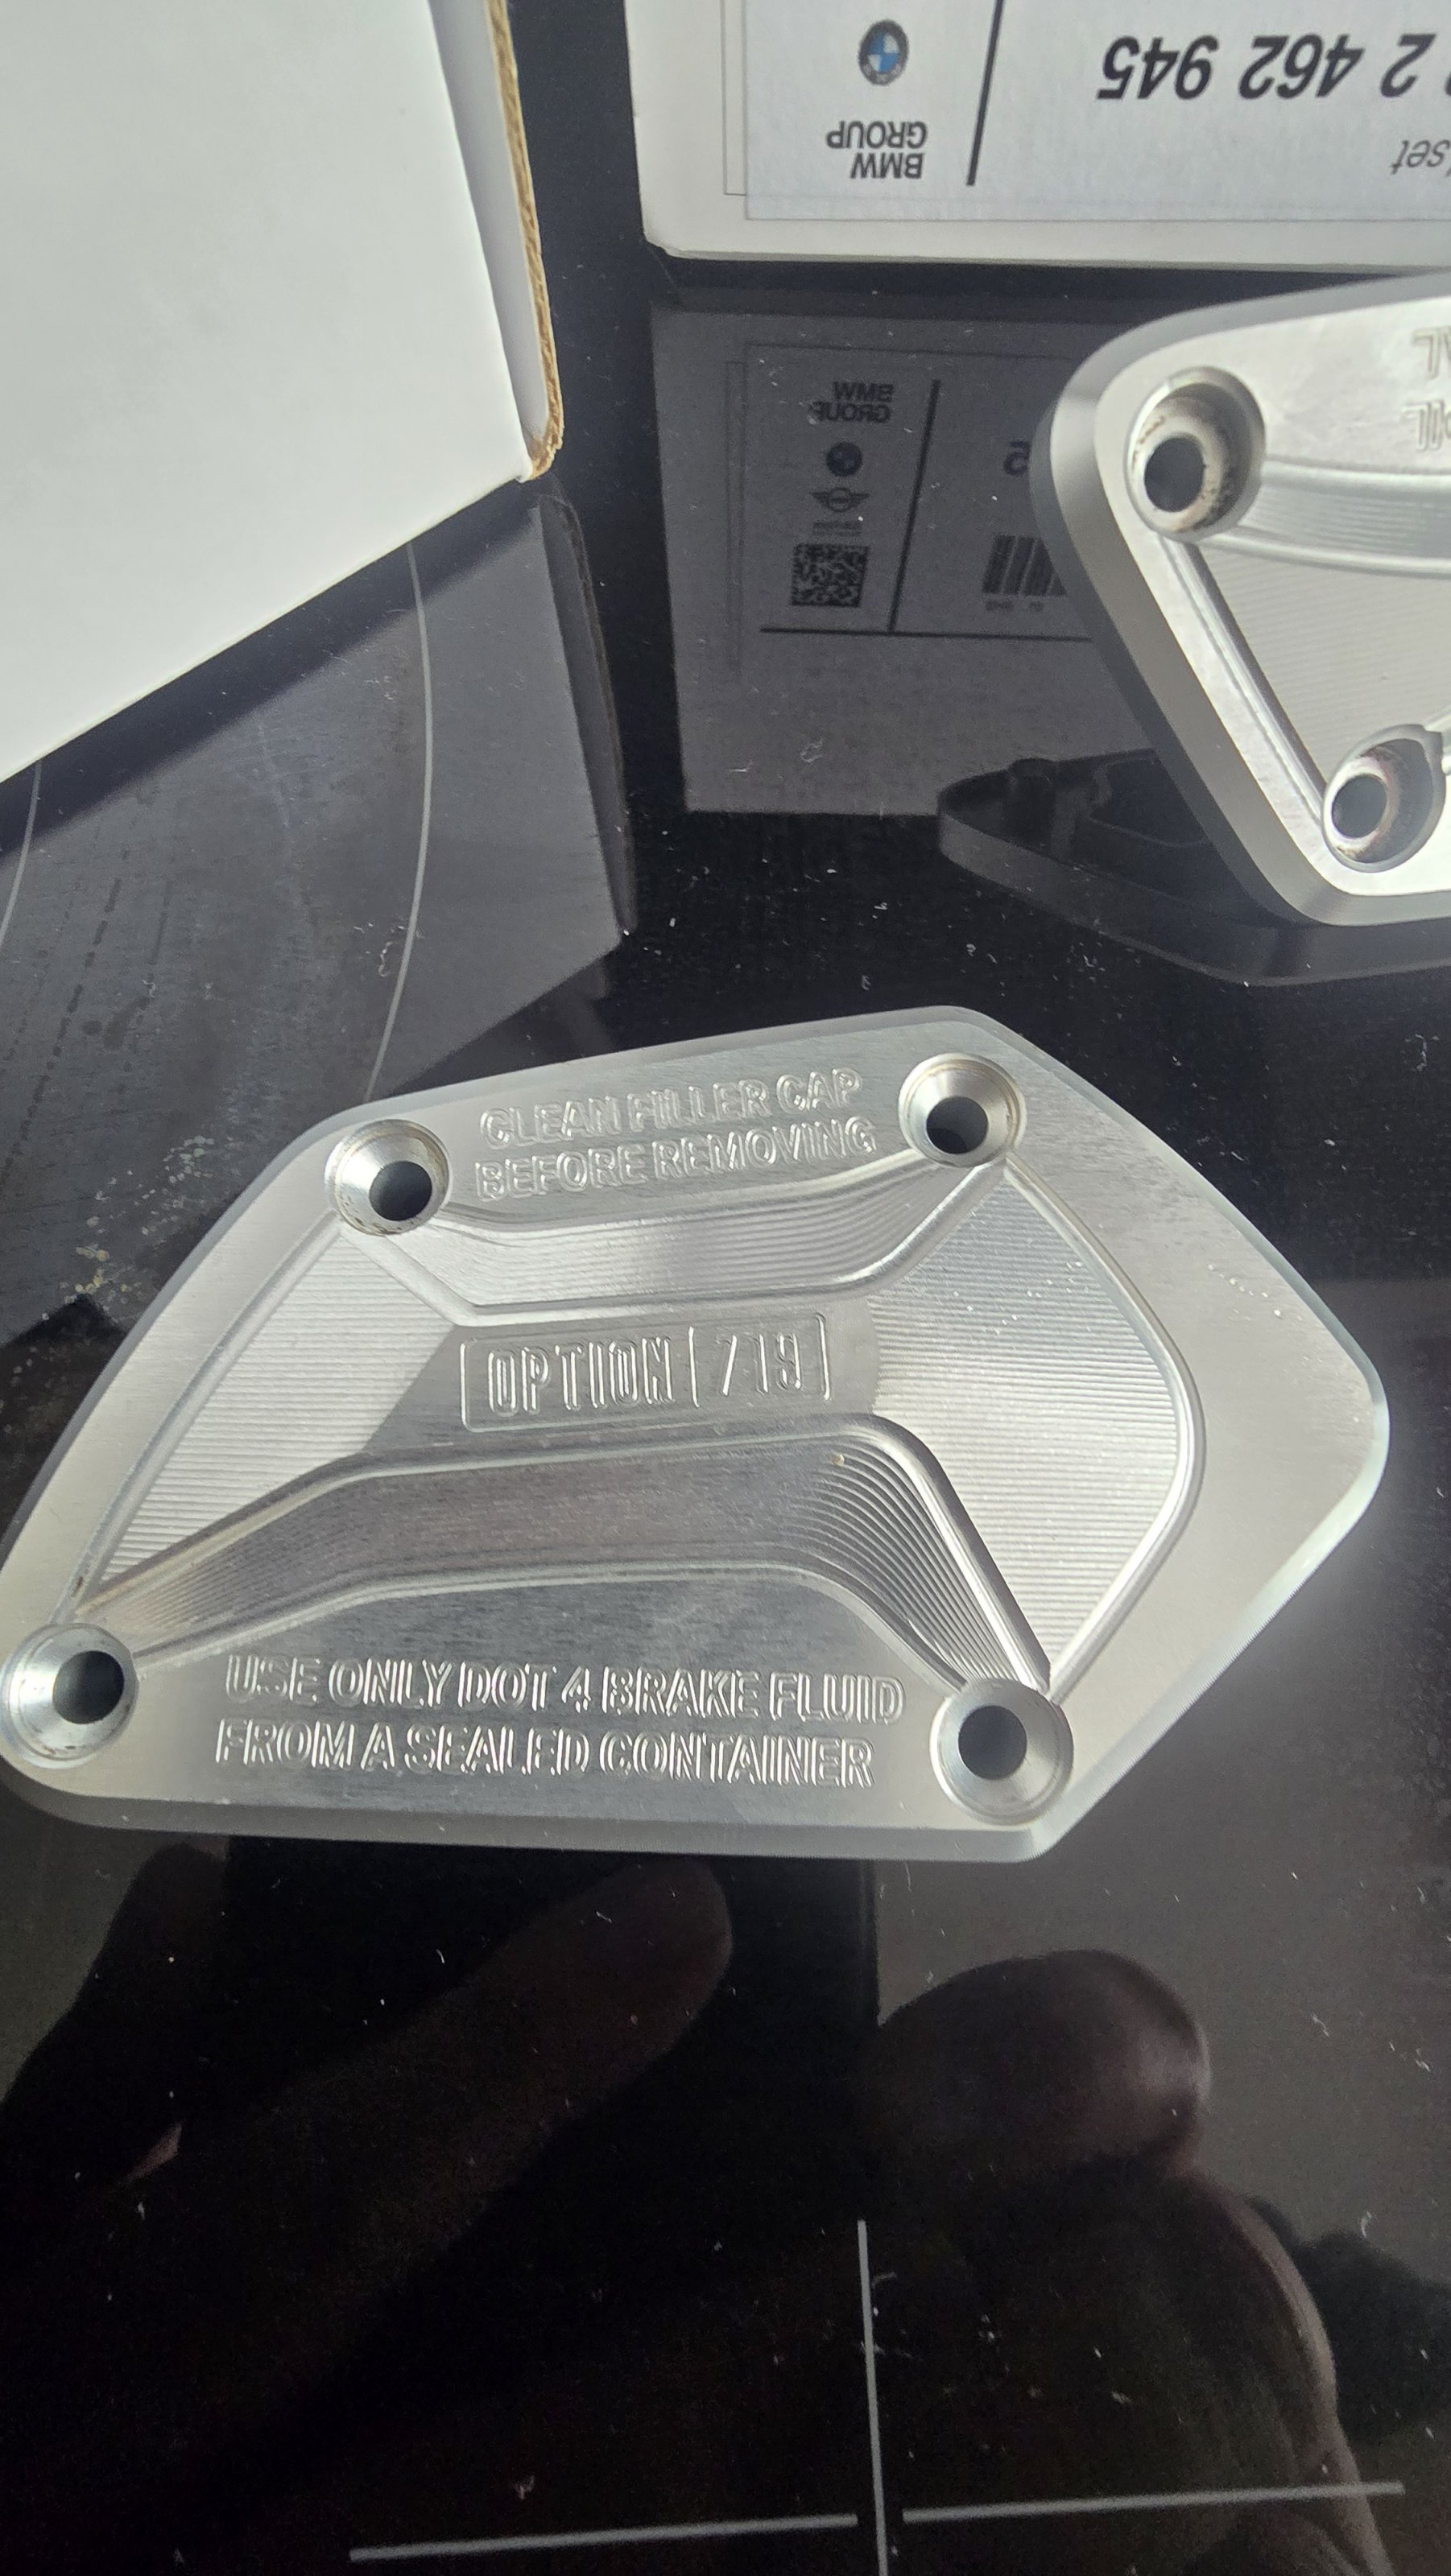 BMW
GROUP
2 462 945
CLEAN FILLER CAP
BEFORE REMOVING
OPTION 719
USE ONLY DOT 4 BRAKE FLUID
FROM A SEALED CONTAINER
BMW
GROUP